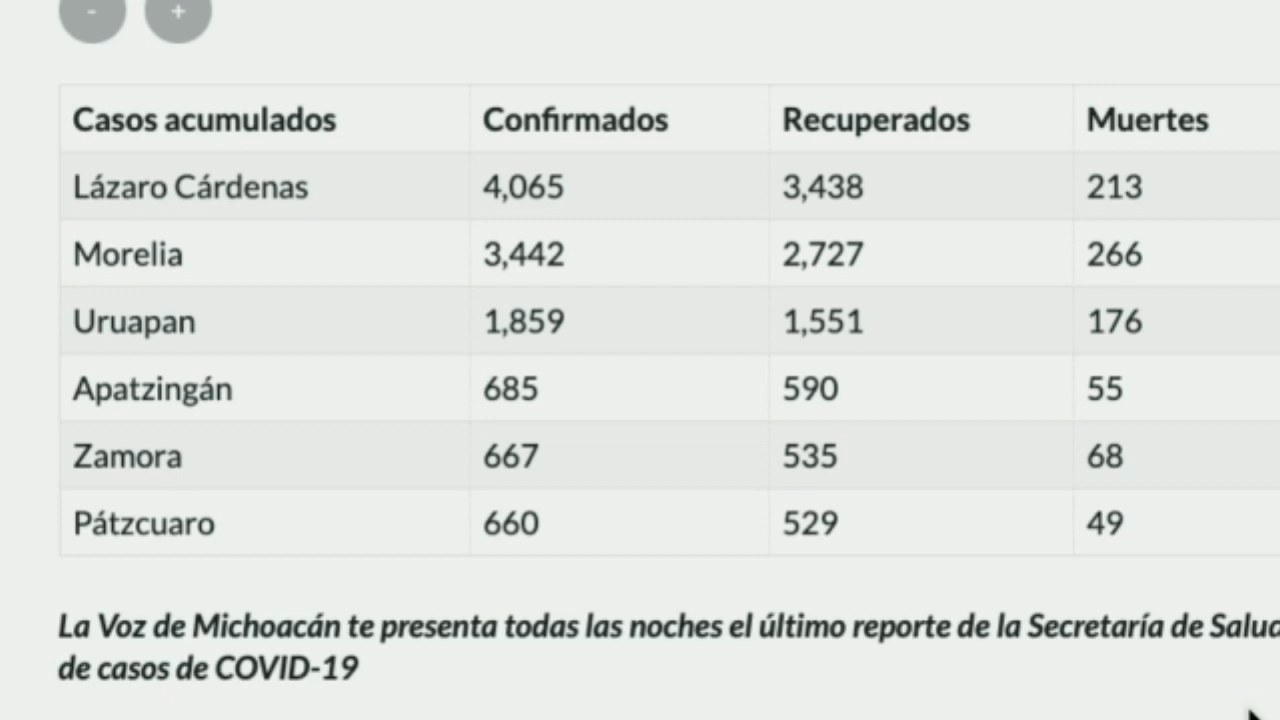 - +
Casos acumulados Confirmados Recuperados Muertes
Lázaro Cárdenas 4,065 3,438 213
Morelia 3,442 2,727 266
Uruapan 1,859 1,551 176
Apatzingán 685 590 55
Zamora 667 535 68
Pátzcuaro 660 529 49
La Voz de Michoacán te presenta todas las noches el último reporte de la Secretaría de Salud
de casos de COVID-19